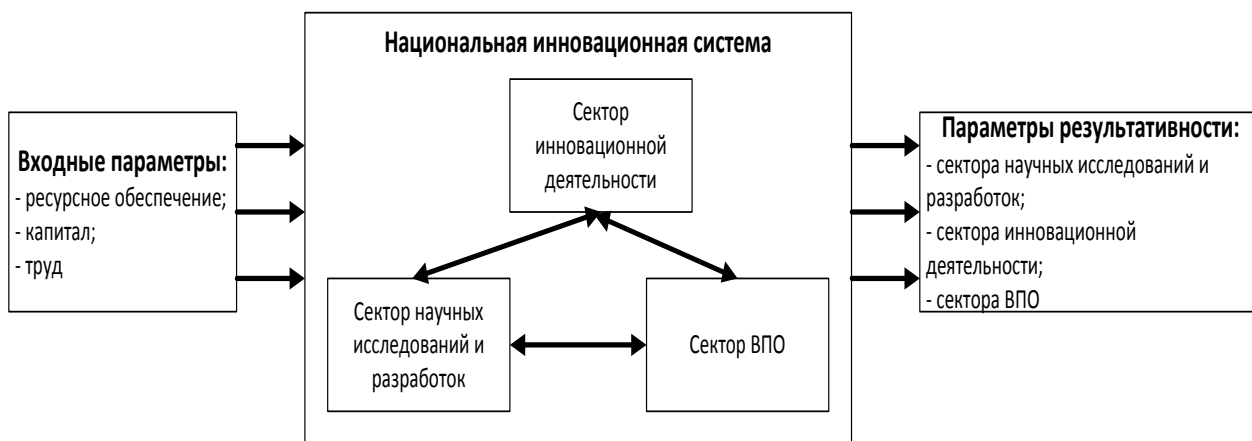 Национальная инновационная система
Сектор
инновационной
деятельности
Входные параметры:
- ресурсное обеспечение;
- капитал;
- труд
Параметры результативности:
- сектора научных исследований и
разработок;
- сектора инновационной
деятельности;
- сектора ВПО
Сектор научных
исследований и
разработок
Сектор ВПО